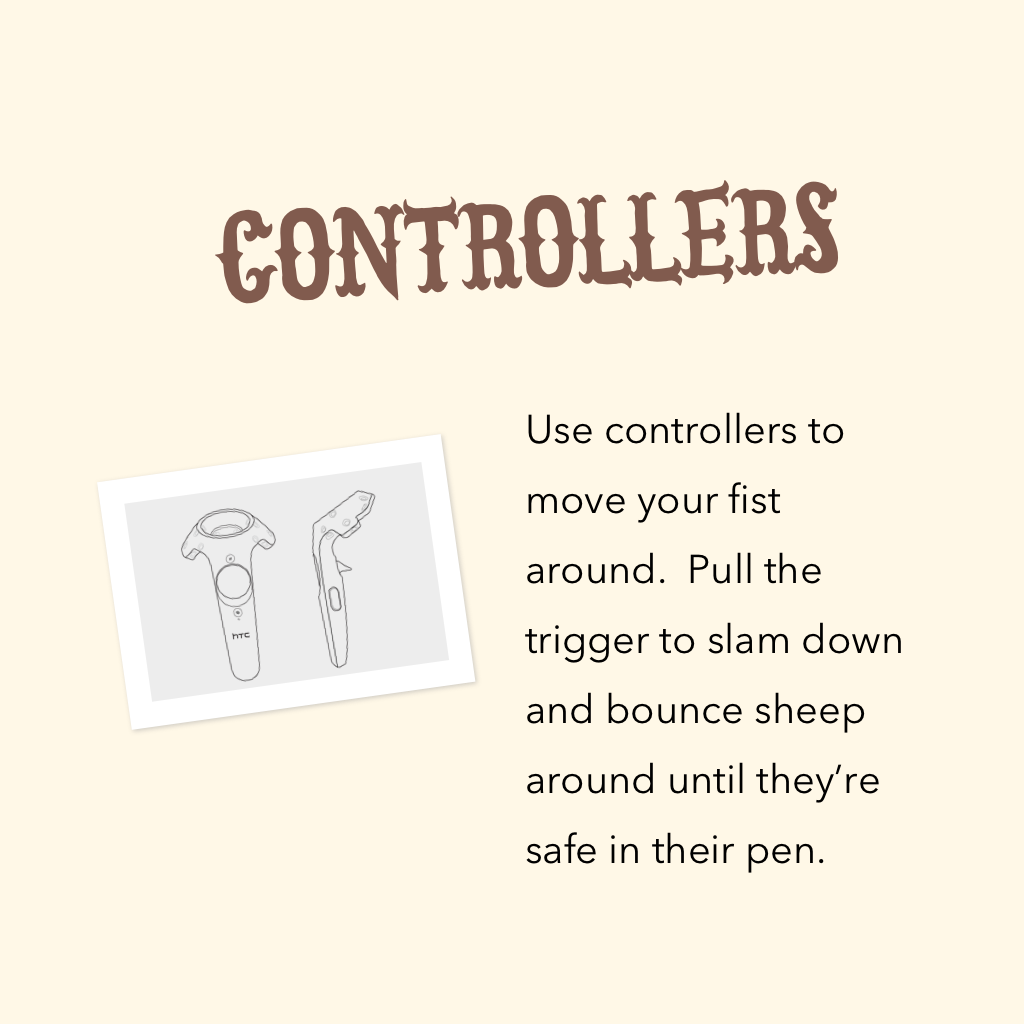 CONTROLLERS
hTC
Use controllers to
move your fist
around.  Pull the
trigger to slam down
and bounce sheep
around until they’re
safe in their pen.